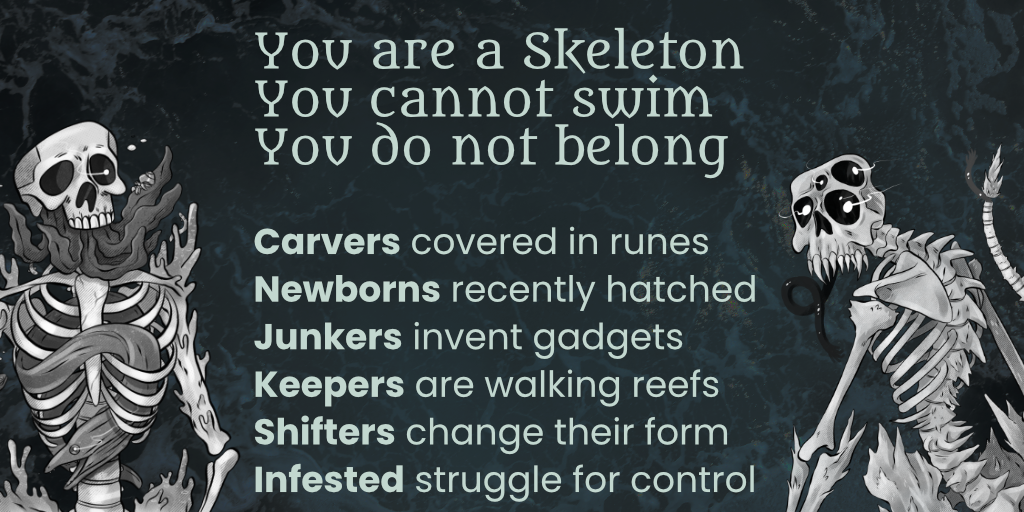 You are a Skeleton
You cannot swim
You do not belong
Carvers covered in runes
Newborns recently hatched
Junkers invent gadgets
Keepers are walking reefs
Shifters change their form
Infested struggle for control